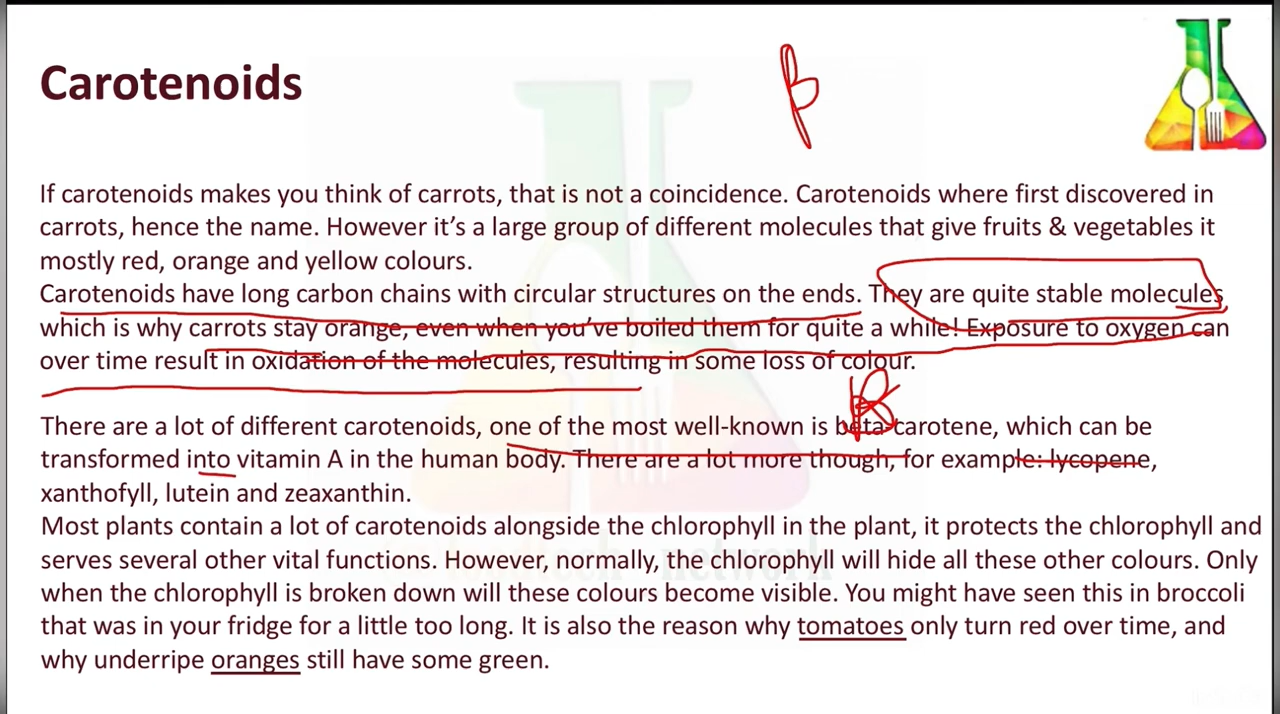 Carotenoids
β
If carotenoids makes you think of carrots, that is not a coincidence. Carotenoids where first discovered in
carrots, hence the name. However it’s a large group of different molecules that give fruits & vegetables it
mostly red, orange and yellow colours.
Carotenoids have long carbon chains with circular structures on the ends. They are quite stable molecules
which is why carrots stay orange, even when you’ve boiled them for quite a while! Exposure to oxygen can
over time result in oxidation of the molecules, resulting in some loss of colour.
There are a lot of different carotenoids, one of the most well-known is beta-carotene, which can be
transformed into vitamin A in the human body. There are a lot more though, for example: lycopene,
xanthofyll, lutein and zeaxanthin.
Most plants contain a lot of carotenoids alongside the chlorophyll in the plant, it protects the chlorophyll and
serves several other vital functions. However, normally, the chlorophyll will hide all these other colours. Only
when the chlorophyll is broken down will these colours become visible. You might have seen this in broccoli
that was in your fridge for a little too long. It is also the reason why tomatoes only turn red over time, and
why underripe oranges still have some green.